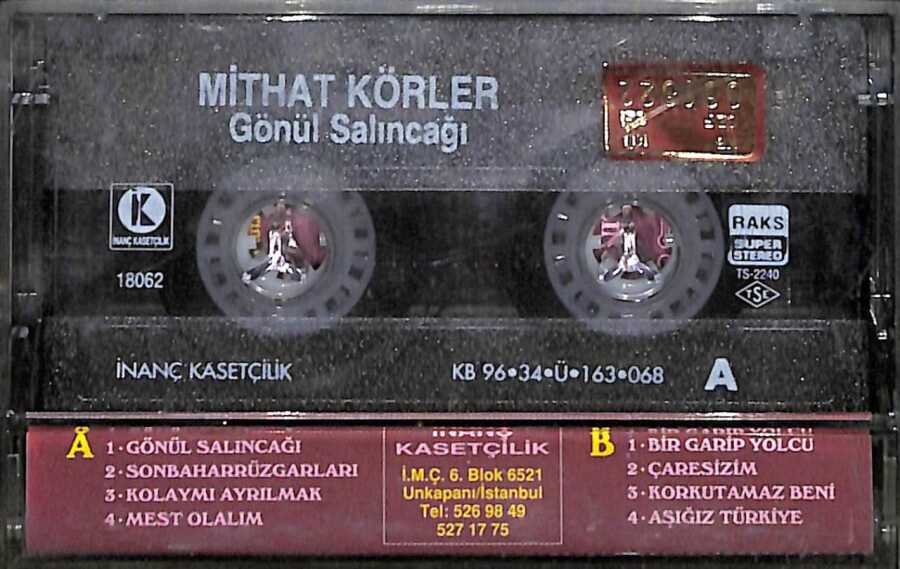 MİTHAT KÖRLER
Gönül Salıncağı
K
İNANÇ KASETÇİLİK
18062
RAKS
SUPER
STEREO
TS-2240
TSE
İNANÇ KASETÇİLİK
KB 96•34•Ü•163•068
A
A
1·GÖNÜL SALINCAĞI
2·SONBAHARRÜZGARLARI
3·KOLAYMI AYRILMAK
4·MEST OLALIM
İNANÇ
KASETÇİLİK
İ.M.Ç. 6. Blok 6521
Unkapanı/İstanbul
Tel: 526 98 49
527 17 75
B
1·BİR GARİP YOLCU
2·ÇARESİZİM
3·KORKUTAMAZ BENİ
4·AŞIĞIZ TÜRKİYE